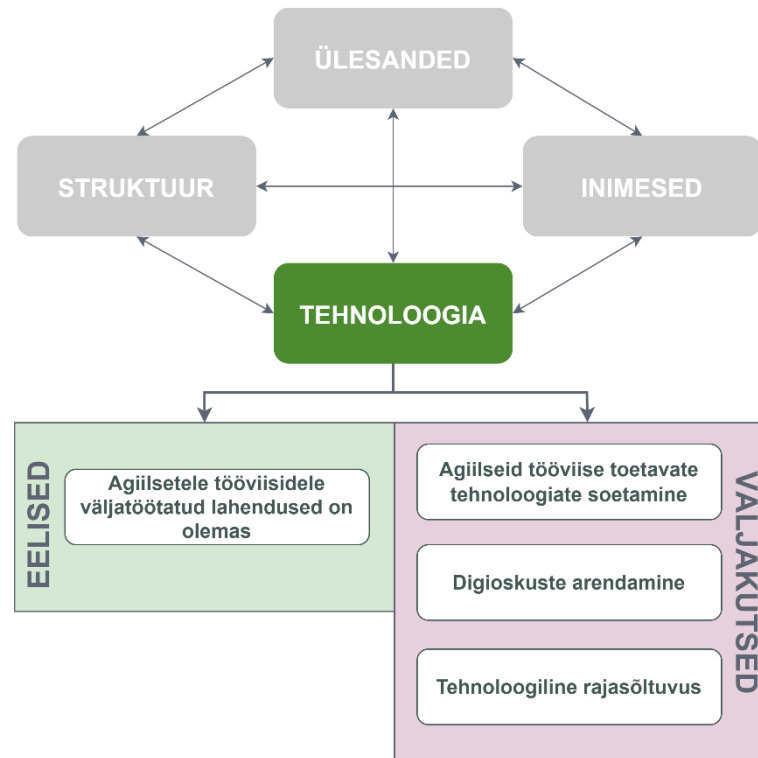 ÜLESANDED
STRUKTUUR
INIMESED
TEHNOLOOGIA
EELISED
Agiilsetele tööviisidele
väljatöötatud lahendused on
olemas
VÄLJAKUTSED
Agiilseid tööviise toetavate
tehnoloogiate soetamine
Digioskuste arendamine
Tehnoloogiline rajasõltuvus